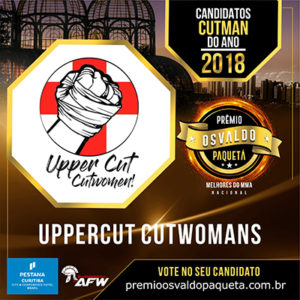 CANDIDATOS
CUTMAN
DO ANO
2018
Upper Cut
Cutwomen!
PRÊMIO
OSVALDO
PAQUETÁ
MELHORES DO MMA
NACIONAL
UPPERCUT CUTWOMANS
PESTANA
CURITIBA
AFW
VOTE NO SEU CANDIDATO
premioosvaldopaqueta.com.br